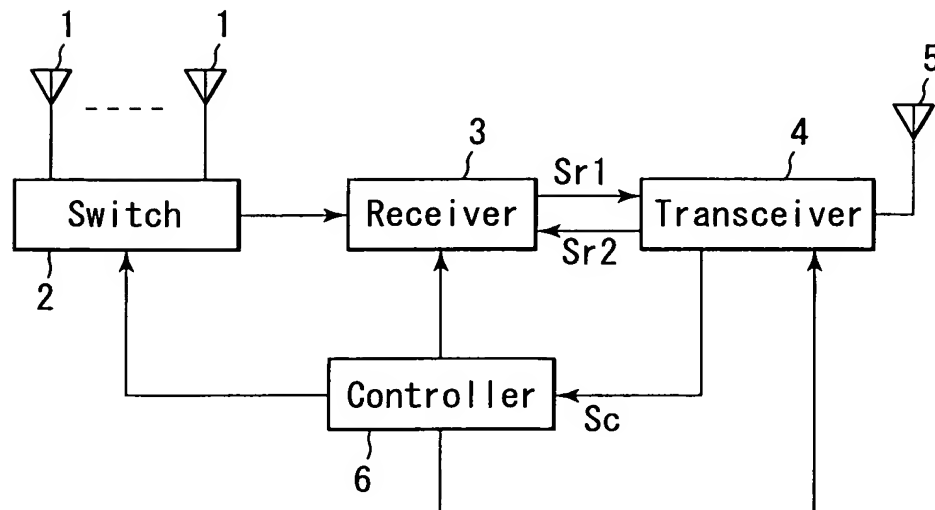 1
1
5
3
4
Sr1
Switch
Receiver
Transceiver
Sr2
2
Controller
Sc
6